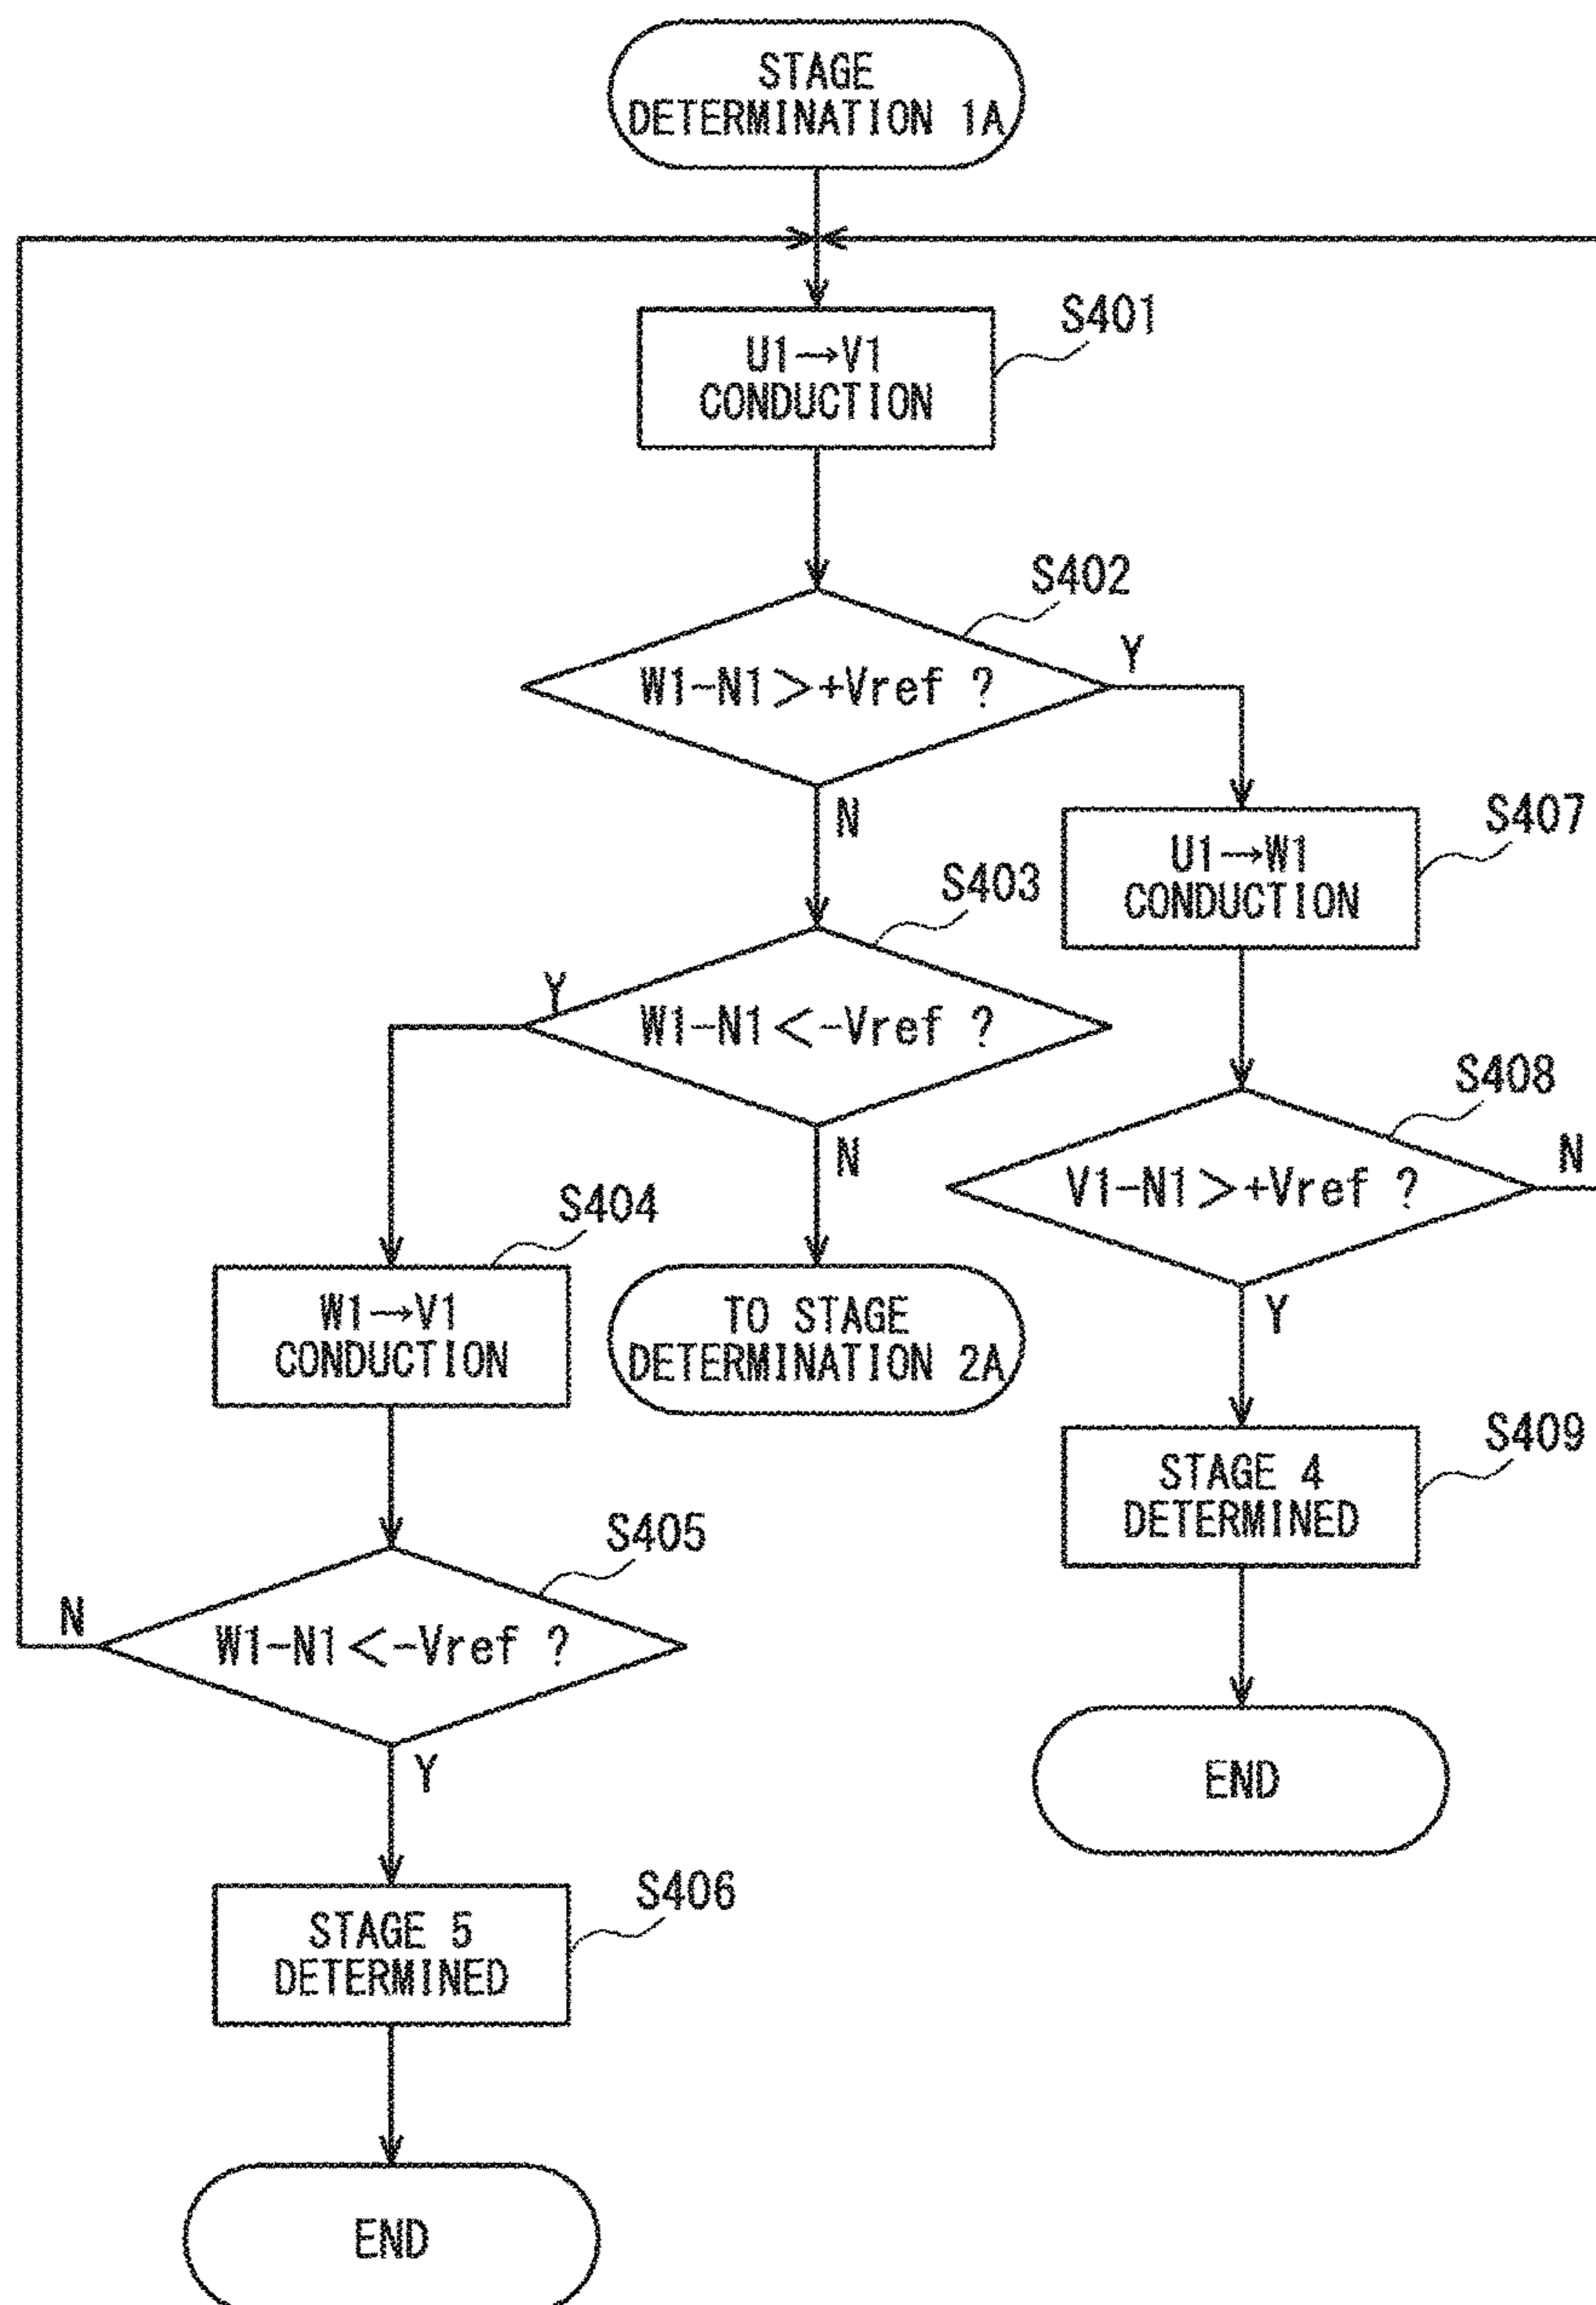 STAGE
DETERMINATION 1A
S401
U1→V1
CONDUCTION
S402
W1-N1>+Vref ?
Y
N
S407
U1→W1
CONDUCTION
S403
W1-N1<-Vref ?
Y
N
S408
V1-N1>+Vref ?
N
Y
S404
W1→V1
CONDUCTION
TO STAGE
DETERMINATION 2A
S409
STAGE 4
DETERMINED
S405
W1-N1<-Vref ?
N
Y
END
S406
STAGE 5
DETERMINED
END